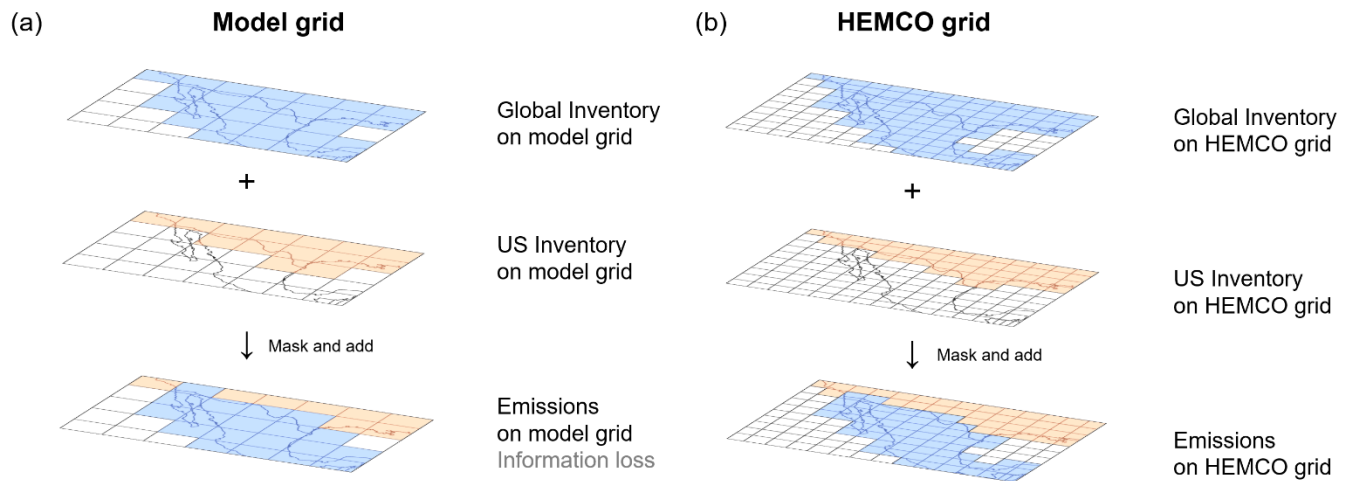 (a)
Model grid
Global Inventory
on model grid
+
US Inventory
on model grid
↓ Mask and add
Emissions
on model grid
Information loss
(b)
HEMCO grid
Global Inventory
on HEMCO grid
+
US Inventory
on HEMCO grid
↓ Mask and add
Emissions
on HEMCO grid